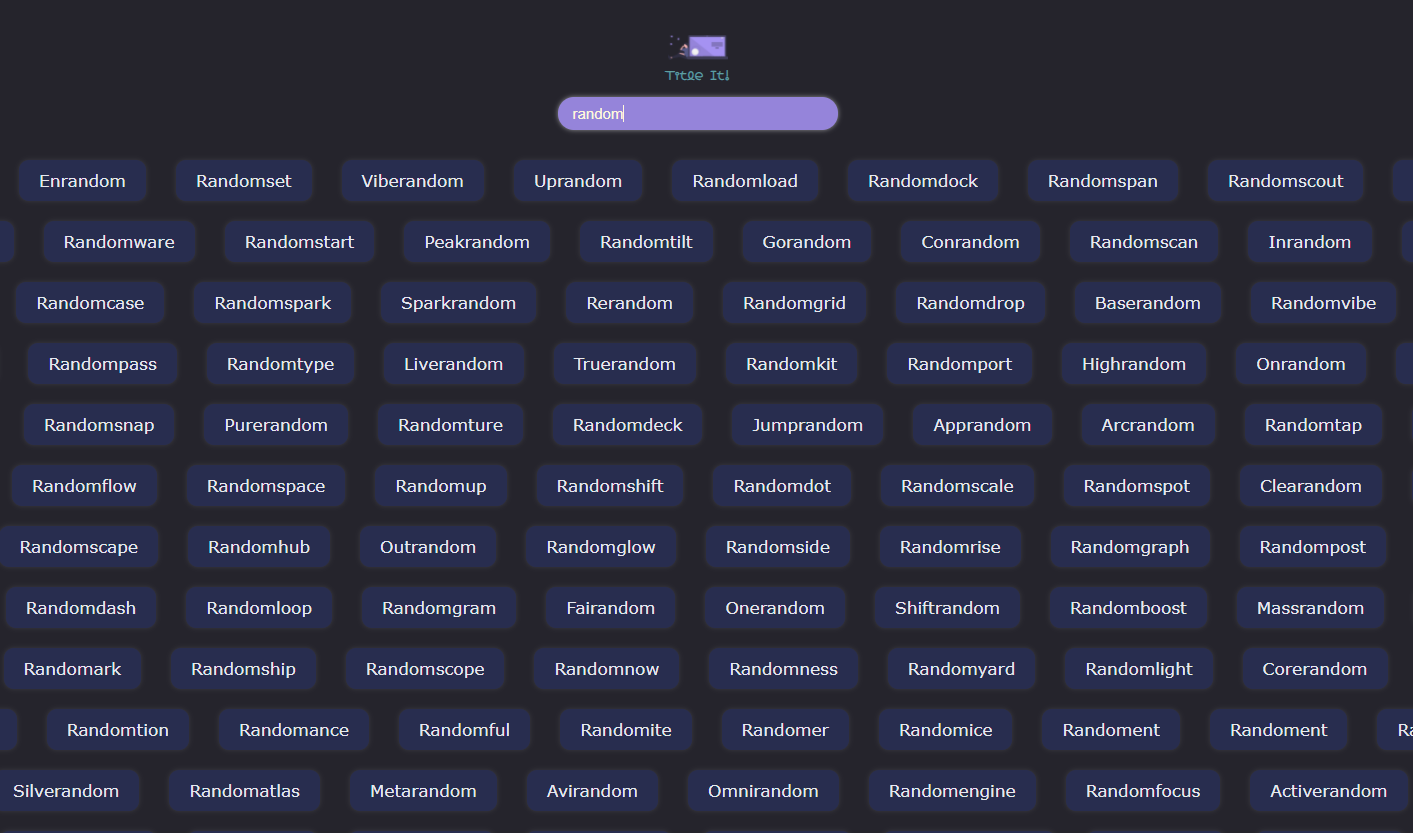 Title It!
random
Enrandom Randomset Viberandom Uprandom Randomload Randomdock Randomspan Randomscout
Randomware Randomstart Peakrandom Randomtilt Gorandom Conrandom Randomscan Inrandom
Randomcase Randomspark Sparkrandom Rerandom Randomgrid Randomdrop Baserandom Randomvibe
Randompass Randomtype Liverandom Truerandom Randomkit Randomport Highrandom Onrandom
Randomsnap Purerandom Randomture Randomdeck Jumprandom Apprandom Arcrandom Randomtap
Randomflow Randomspace Randomup Randomshift Randomdot Randomscale Randomspot Clearandom
Randomscape Randomhub Outrandom Randomglow Randomside Randomrise Randomgraph Randompost
Randomdash Randomloop Randomgram Fairandom Onerandom Shiftrandom Randomboost Massrandom
Randomark Randomship Randomscope Randomnow Randomness Randomyard Randomlight Corerandom
Randomtion Randomance Randomful Randomite Randomer Randomice Randoment Randoment
Silverandom Randomatlas Metarandom Avirandom Omnirandom Randomengine Randomfocus Activerandom